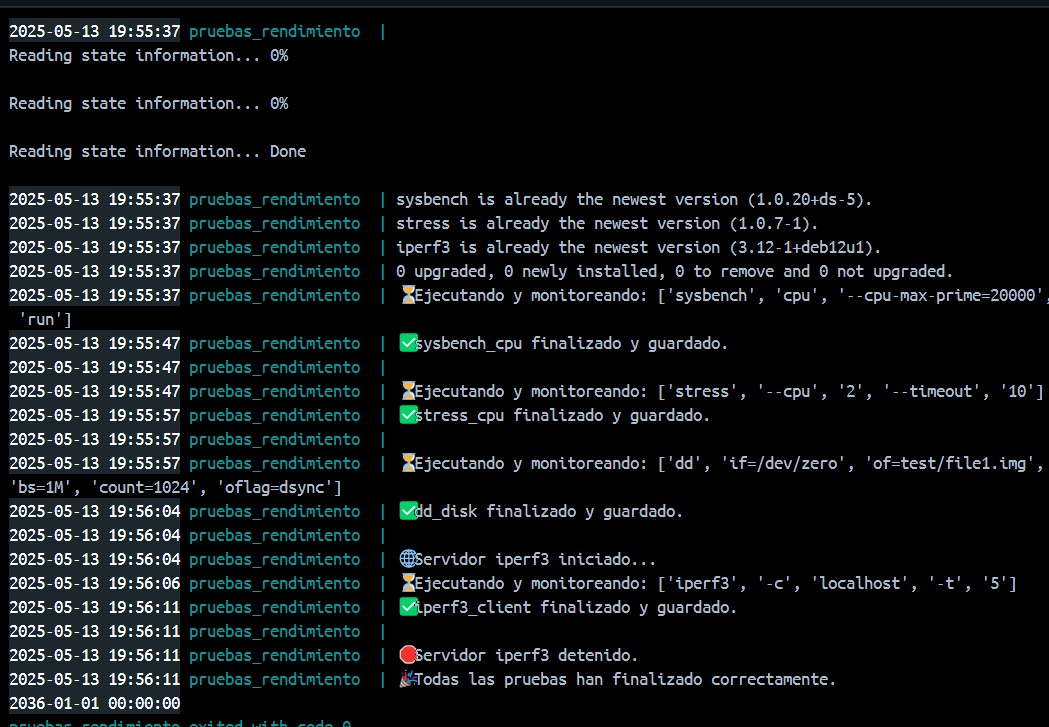 2025-05-13 19:55:37 pruebas_rendimiento |
Reading state information... 0%
Reading state information... 0%
Reading state information... Done
2025-05-13 19:55:37 pruebas_rendimiento | sysbench is already the newest version (1.0.20+ds-5).
2025-05-13 19:55:37 pruebas_rendimiento | stress is already the newest version (1.0.7-1).
2025-05-13 19:55:37 pruebas_rendimiento | iperf3 is already the newest version (3.12-1+deb12u1).
2025-05-13 19:55:37 pruebas_rendimiento | 0 upgraded, 0 newly installed, 0 to remove and 0 not upgraded.
2025-05-13 19:55:37 pruebas_rendimiento | ⏳Ejecutando y monitoreando: ['sysbench', 'cpu', '--cpu-max-prime=20000',
'run']
2025-05-13 19:55:47 pruebas_rendimiento | ✅sysbench_cpu finalizado y guardado.
2025-05-13 19:55:47 pruebas_rendimiento |
2025-05-13 19:55:47 pruebas_rendimiento | ⏳Ejecutando y monitoreando: ['stress', '--cpu', '2', '--timeout', '10']
2025-05-13 19:55:57 pruebas_rendimiento | ✅stress_cpu finalizado y guardado.
2025-05-13 19:55:57 pruebas_rendimiento |
2025-05-13 19:55:57 pruebas_rendimiento | ⏳Ejecutando y monitoreando: ['dd', 'if=/dev/zero', 'of=test/file1.img',
'bs=1M', 'count=1024', 'oflag=dsync']
2025-05-13 19:56:04 pruebas_rendimiento | ✅dd_disk finalizado y guardado.
2025-05-13 19:56:04 pruebas_rendimiento |
2025-05-13 19:56:04 pruebas_rendimiento | 🌐Servidor iperf3 iniciado...
2025-05-13 19:56:06 pruebas_rendimiento | ⏳Ejecutando y monitoreando: ['iperf3', '-c', 'localhost', '-t', '5']
2025-05-13 19:56:11 pruebas_rendimiento | ✅iperf3_client finalizado y guardado.
2025-05-13 19:56:11 pruebas_rendimiento |
2025-05-13 19:56:11 pruebas_rendimiento | 🛑Servidor iperf3 detenido.
2025-05-13 19:56:11 pruebas_rendimiento | 🎉Todas las pruebas han finalizado correctamente.
2036-01-01 00:00:00
pruebas_rendimiento exited with code 0